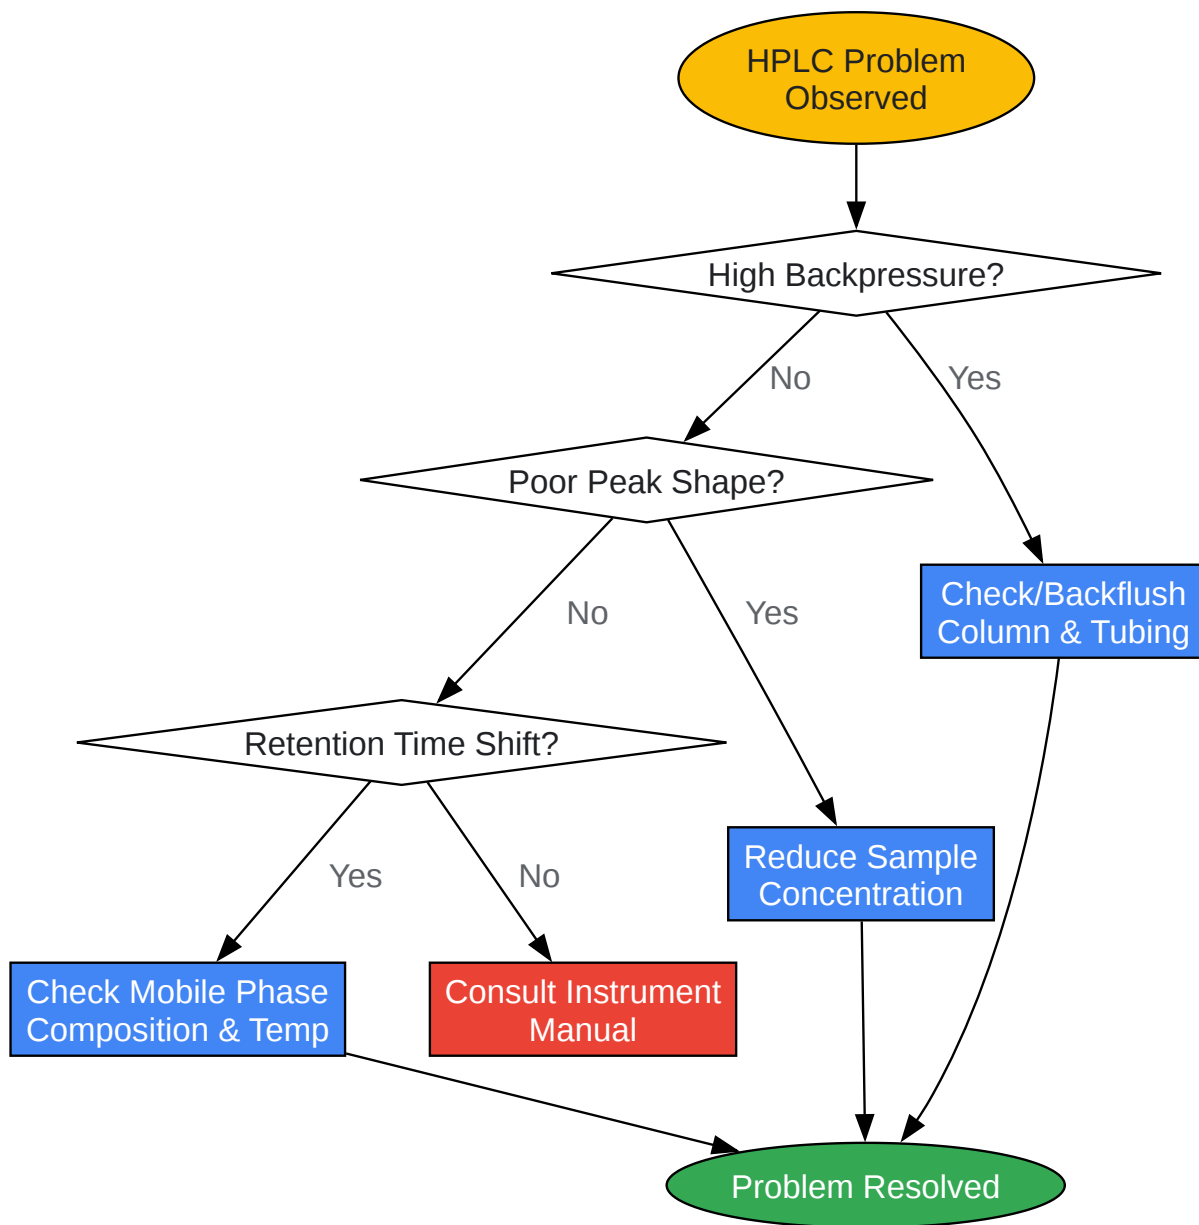 HPLC Problem
Observed
High Backpressure?
No
Yes
Poor Peak Shape?
No
Yes
Check/Backflush
Column & Tubing
Retention Time Shift?
Yes
No
Reduce Sample
Concentration
Check Mobile Phase
Composition & Temp
Consult Instrument
Manual
Problem Resolved